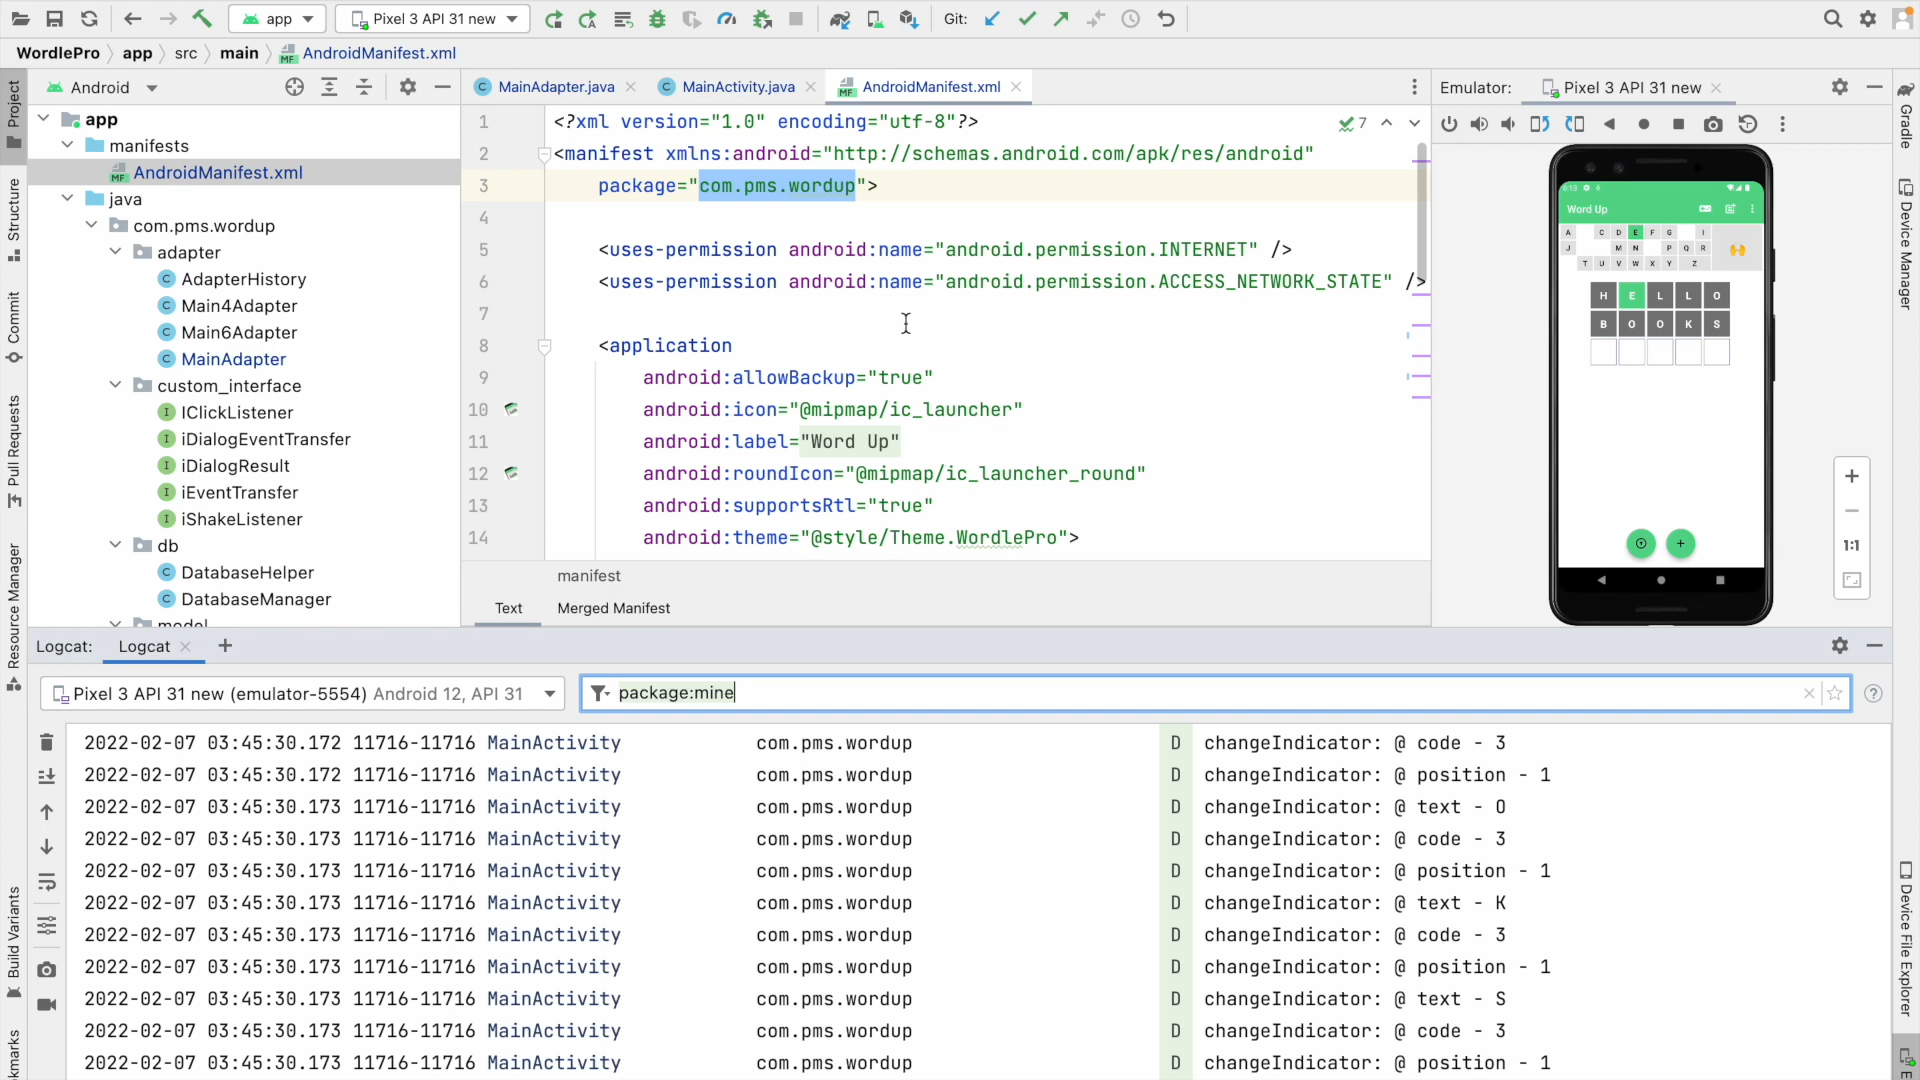 app
Pixel 3 API 31 new
Git:
WordlePro
app
src
main
AndroidManifest.xml
Project
Structure
Commit
Pull Requests
Resource Manager
Build Variants
Android
app
manifests
AndroidManifest.xml
java
com.pms.wordup
adapter
AdapterHistory
Main4Adapter
Main6Adapter
MainAdapter
custom_interface
IClickListener
iDialogEventTransfer
iDialogResult
iEventTransfer
iShakeListener
db
DatabaseHelper
DatabaseManager
model
MainAdapter.java
MainActivity.java
AndroidManifest.xml
7
1 <?xml version="1.0" encoding="utf-8"?>
2 <manifest xmlns:android="http://schemas.android.com/apk/res/android"
3 package="com.pms.wordup">
4
5 <uses-permission android:name="android.permission.INTERNET" />
6 <uses-permission android:name="android.permission.ACCESS_NETWORK_STATE" />
7
8 <application
9 android:allowBackup="true"
10 android:icon="@mipmap/ic_launcher"
11 android:label="Word Up"
12 android:roundIcon="@mipmap/ic_launcher_round"
13 android:supportsRtl="true"
14 android:theme="@style/Theme.WordlePro">
manifest
Text
Merged Manifest
Emulator:
Pixel 3 API 31 new
6:13
Word Up
A C D E F G I
J M N P Q R
T U V W X Y Z
H E L L O
B O O K S
1:1
Gradle
Device Manager
Device File Explorer
Logcat:
Logcat
Pixel 3 API 31 new (emulator-5554) Android 12, API 31
package:mine
2022-02-07 03:45:30.172 11716-11716 MainActivity com.pms.wordup D changeIndicator: @ code - 3
2022-02-07 03:45:30.172 11716-11716 MainActivity com.pms.wordup D changeIndicator: @ position - 1
2022-02-07 03:45:30.173 11716-11716 MainActivity com.pms.wordup D changeIndicator: @ text - O
2022-02-07 03:45:30.173 11716-11716 MainActivity com.pms.wordup D changeIndicator: @ code - 3
2022-02-07 03:45:30.173 11716-11716 MainActivity com.pms.wordup D changeIndicator: @ position - 1
2022-02-07 03:45:30.173 11716-11716 MainActivity com.pms.wordup D changeIndicator: @ text - K
2022-02-07 03:45:30.173 11716-11716 MainActivity com.pms.wordup D changeIndicator: @ code - 3
2022-02-07 03:45:30.173 11716-11716 MainActivity com.pms.wordup D changeIndicator: @ position - 1
2022-02-07 03:45:30.173 11716-11716 MainActivity com.pms.wordup D changeIndicator: @ text - S
2022-02-07 03:45:30.173 11716-11716 MainActivity com.pms.wordup D changeIndicator: @ code - 3
2022-02-07 03:45:30.173 11716-11716 MainActivity com.pms.wordup D changeIndicator: @ position - 1